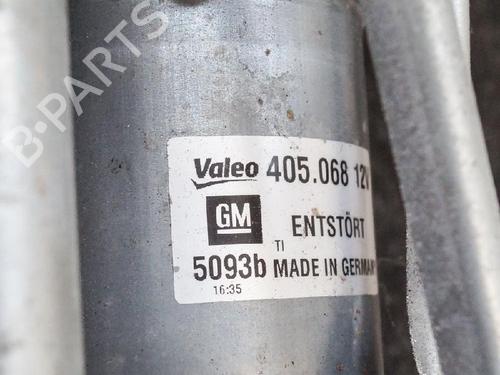 B-PARTS
Valeo 405.068 12V
GM
ENTSTÖRT
TI
5093b MADE IN GERMANY
16:35